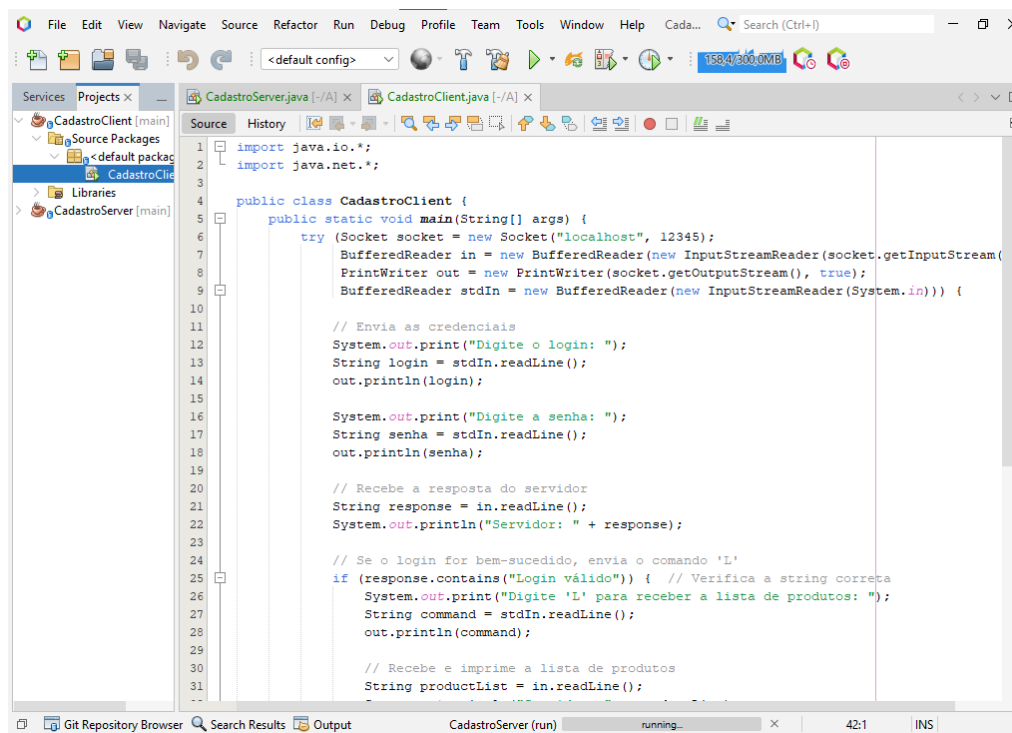 File Edit View Navigate Source Refactor Run Debug Profile Team Tools Window Help Cada... Search (Ctrl+I)
<default config> 158,4/300,0MB
Services Projects CadastroServer.java [-/A] CadastroClient.java [-/A]
CadastroClient [main]
Source Packages
<default packag
CadastroClie
Libraries
CadastroServer [main]
Source History
1 import java.io.*;
2 import java.net.*;
3
4 public class CadastroClient {
5 public static void main(String[] args) {
6 try (Socket socket = new Socket("localhost", 12345);
7 BufferedReader in = new BufferedReader(new InputStreamReader(socket.getInputStream(
8 PrintWriter out = new PrintWriter(socket.getOutputStream(), true);
9 BufferedReader stdIn = new BufferedReader(new InputStreamReader(System.in))) {
10
11 // Envia as credenciais
12 System.out.print("Digite o login: ");
13 String login = stdIn.readLine();
14 out.println(login);
15
16 System.out.print("Digite a senha: ");
17 String senha = stdIn.readLine();
18 out.println(senha);
19
20 // Recebe a resposta do servidor
21 String response = in.readLine();
22 System.out.println("Servidor: " + response);
23
24 // Se o login for bem-sucedido, envia o comando 'L'
25 if (response.contains("Login válido")) { // Verifica a string correta
26 System.out.print("Digite 'L' para receber a lista de produtos: ");
27 String command = stdIn.readLine();
28 out.println(command);
29
30 // Recebe e imprime a lista de produtos
31 String productList = in.readLine();
Git Repository Browser Search Results Output CadastroServer (run) running... 42:1 INS